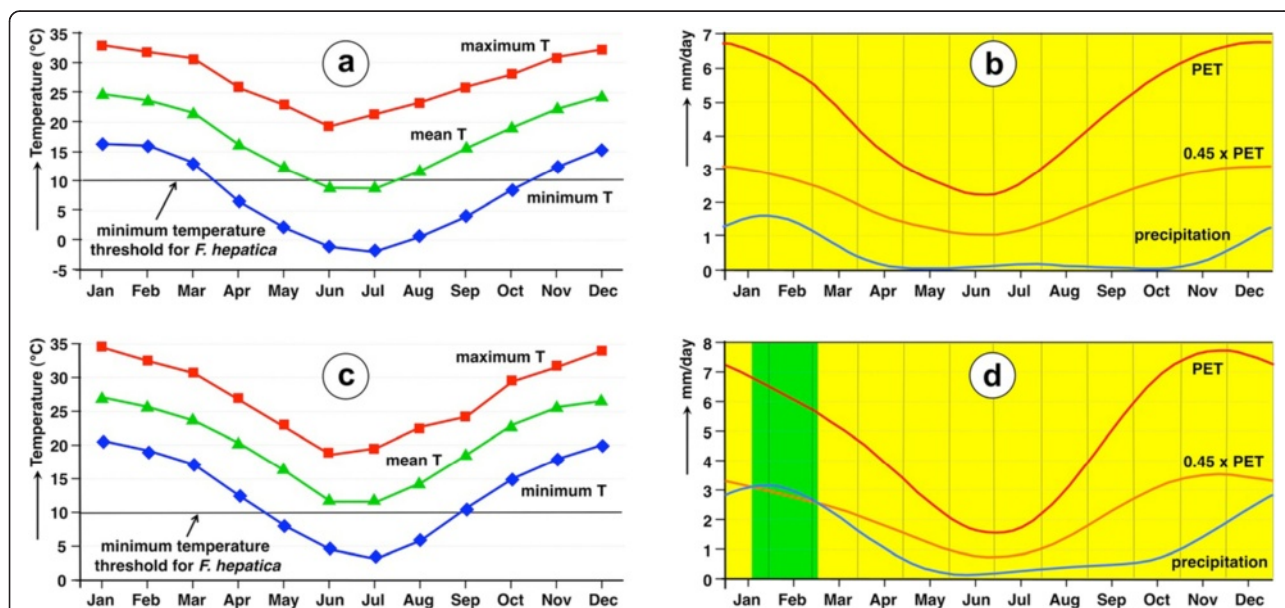 a
Temperature (°C)
35
30
25
20
15
10
5
0
-5
maximum T
mean T
minimum T
minimum temperature
threshold for F. hepatica
Jan Feb Mar Apr May Jun Jul Aug Sep Oct Nov Dec
b
mm/day
7
6
5
4
3
2
1
0
PET
0.45 x PET
precipitation
Jan Feb Mar Apr May Jun Jul Aug Sep Oct Nov Dec
c
Temperature (°C)
35
30
25
20
15
10
5
0
maximum T
mean T
minimum T
minimum temperature
threshold for F. hepatica
Jan Feb Mar Apr May Jun Jul Aug Sep Oct Nov Dec
d
mm/day
8
7
6
5
4
3
2
1
0
PET
0.45 x PET
precipitation
Jan Feb Mar Apr May Jun Jul Aug Sep Oct Nov Dec